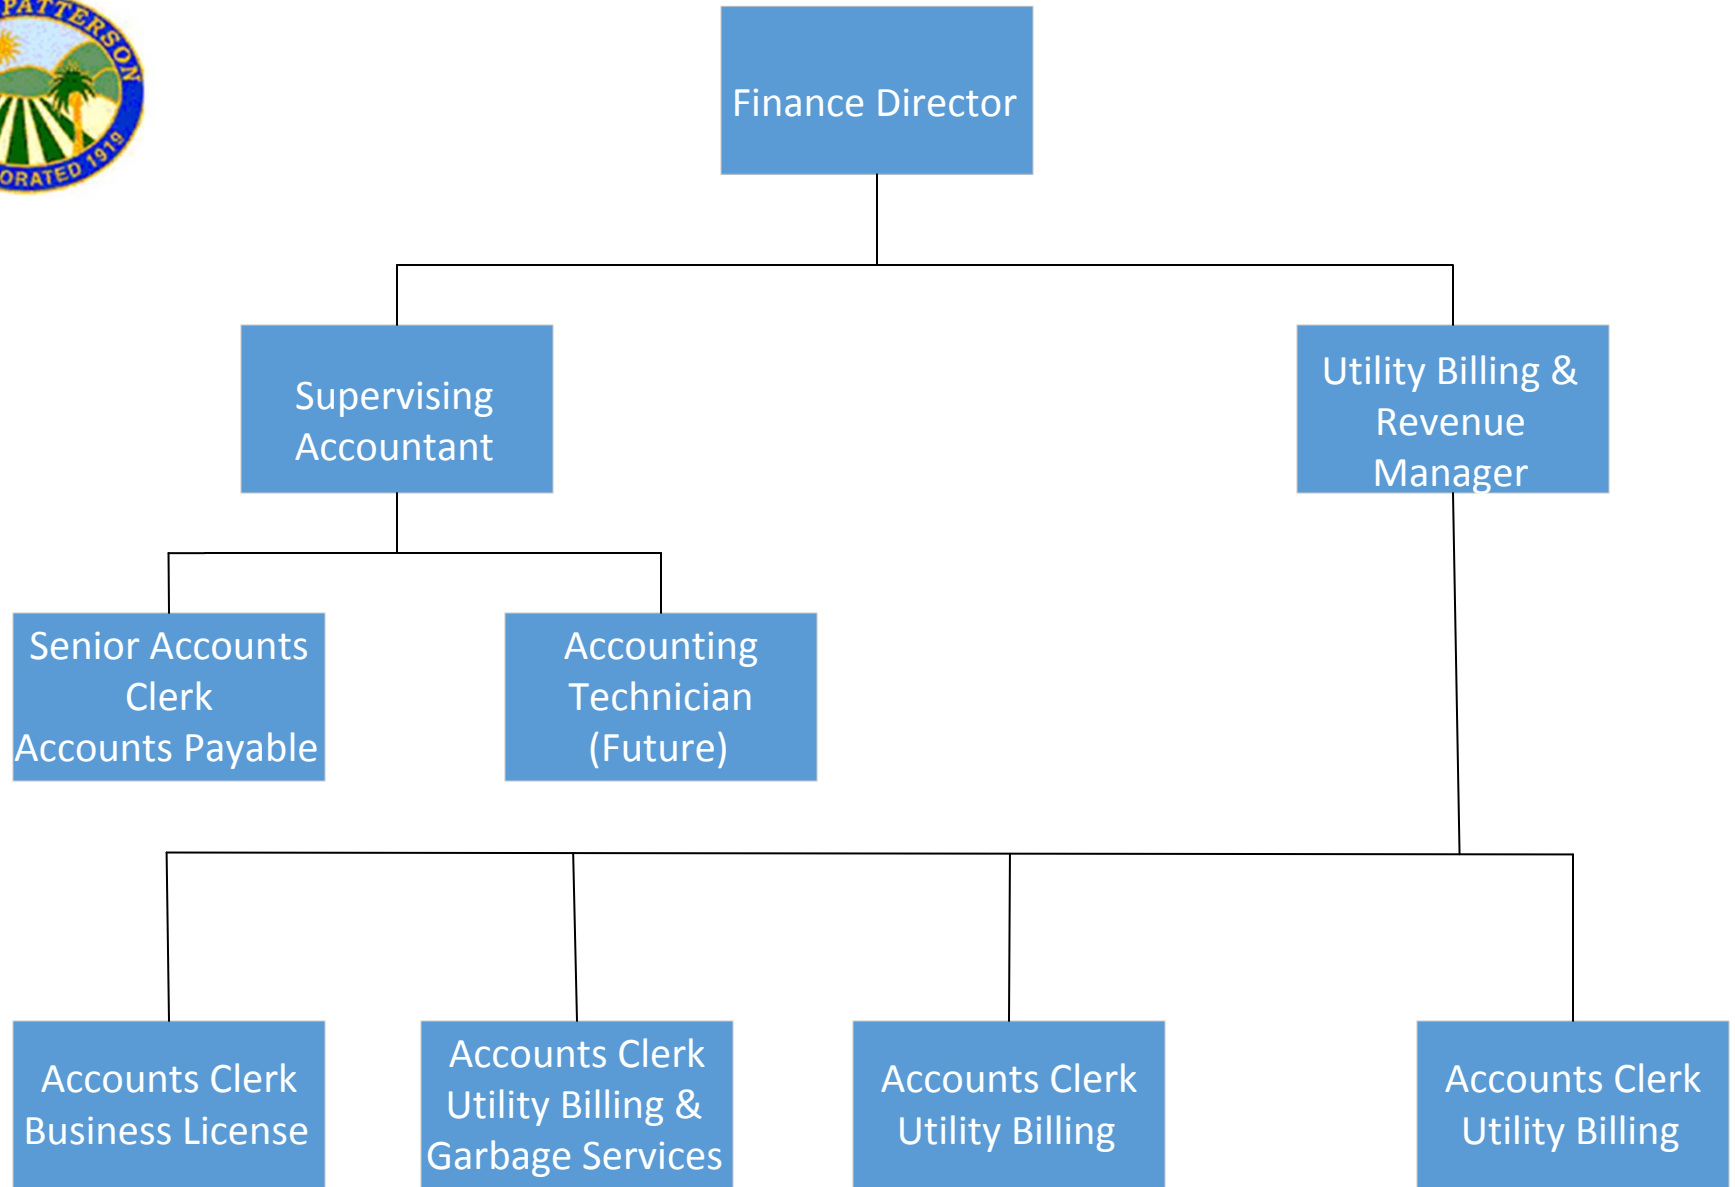 PATTERSON
ORATED 1919
Finance Director
Supervising
Accountant
Utility Billing &
Revenue
Manager
Senior Accounts
Clerk
Accounts Payable
Accounting
Technician
(Future)
Accounts Clerk
Business License
Accounts Clerk
Utility Billing &
Garbage Services
Accounts Clerk
Utility Billing
Accounts Clerk
Utility Billing